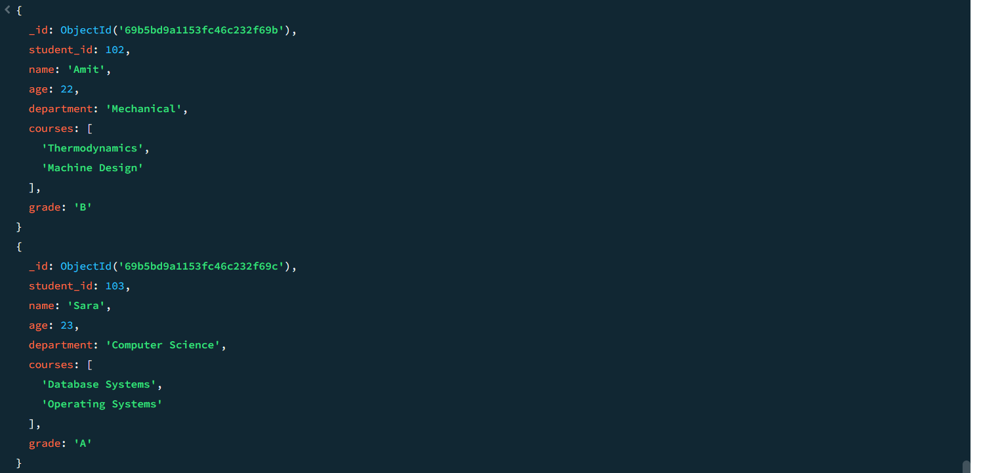 {
_id: ObjectId('69b5bd9a1153fc46c232f69b'),
student_id: 102,
name: 'Amit',
age: 22,
department: 'Mechanical',
courses: [
'Thermodynamics',
'Machine Design'
],
grade: 'B'
}
{
_id: ObjectId('69b5bd9a1153fc46c232f69c'),
student_id: 103,
name: 'Sara',
age: 23,
department: 'Computer Science',
courses: [
'Database Systems',
'Operating Systems'
],
grade: 'A'
}